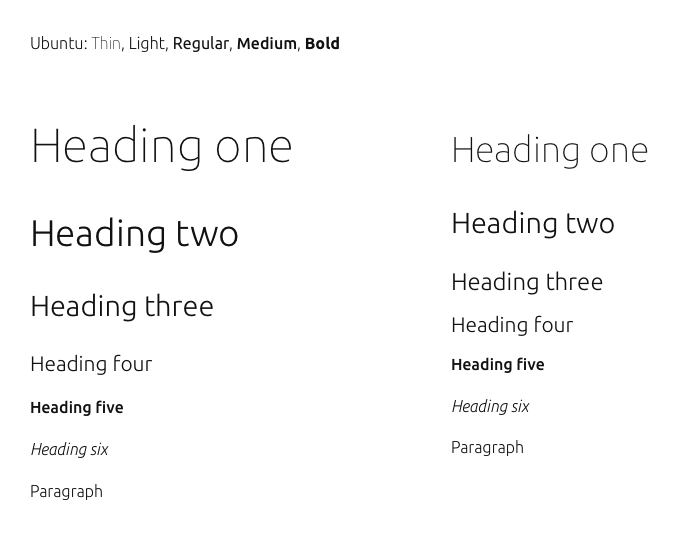 Ubuntu: Thin, Light, Regular, Medium, Bold
Heading one
Heading two
Heading three
Heading four
Heading five
Heading six
Paragraph
Heading one
Heading two
Heading three
Heading four
Heading five
Heading six
Paragraph